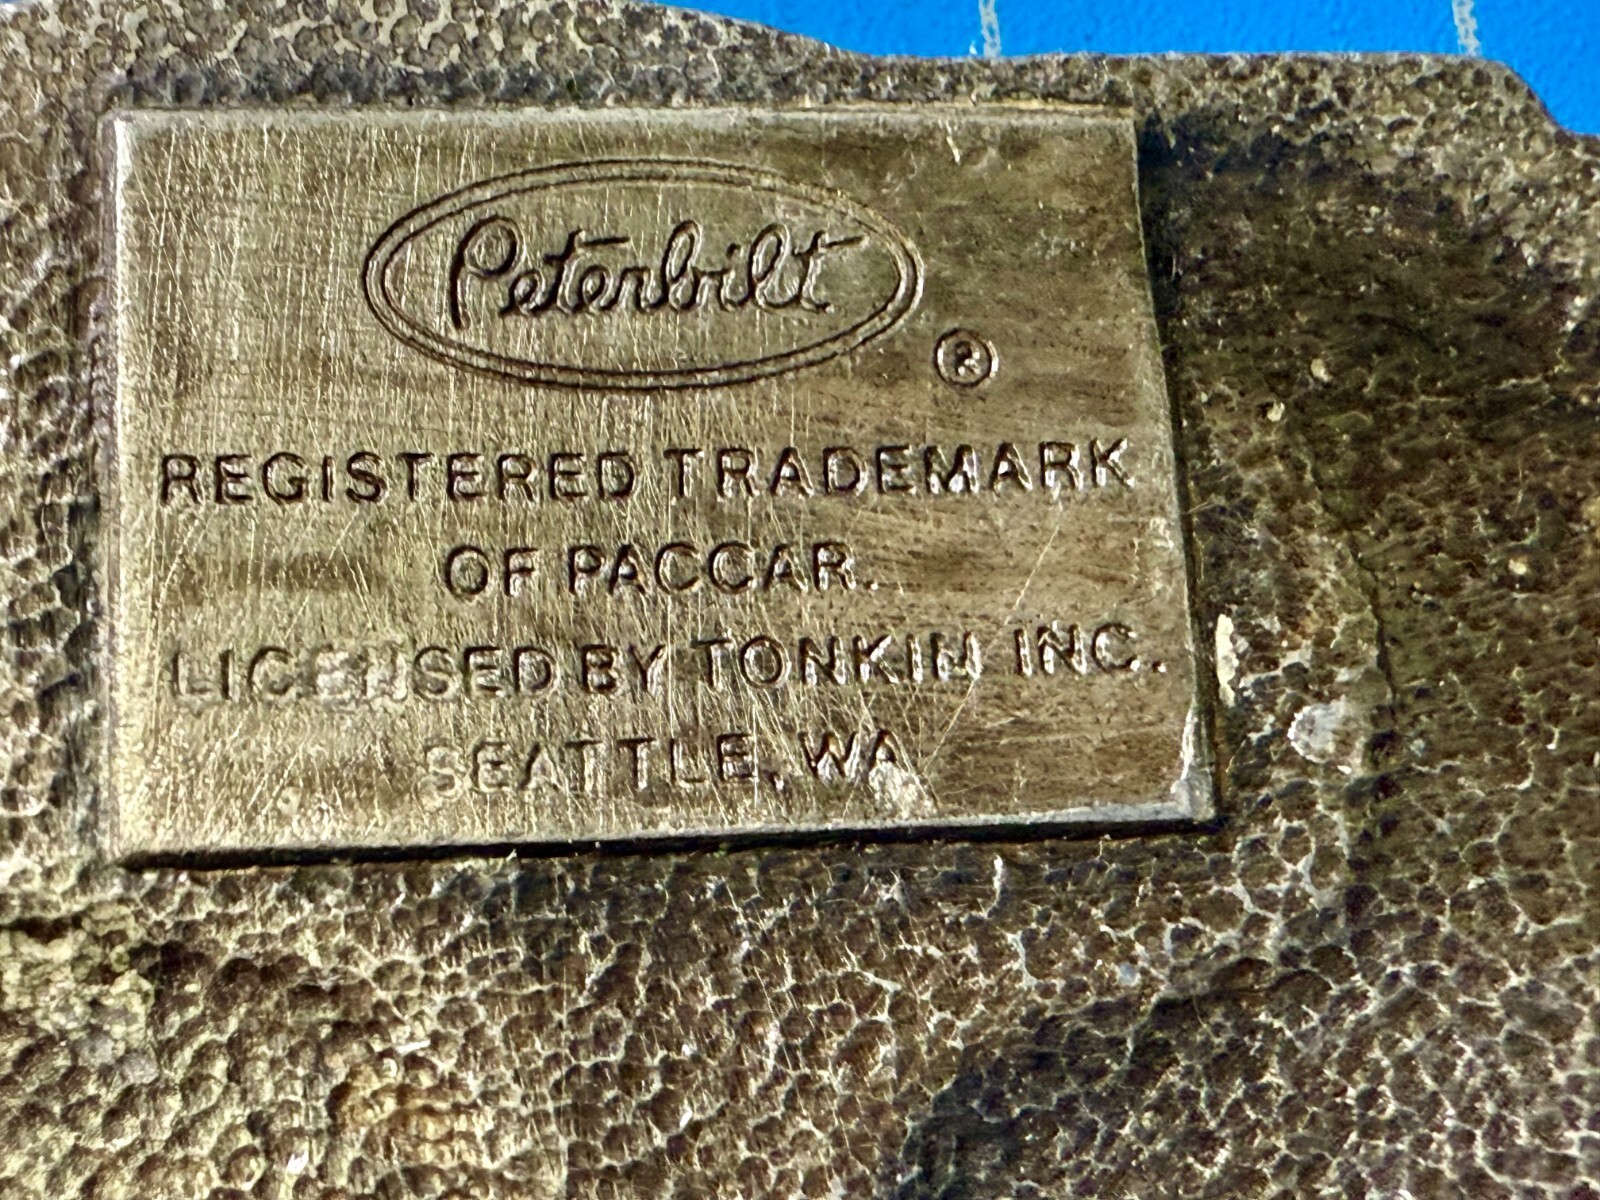 Peterbilt
®
REGISTERED TRADEMARK
OF PACCAR.
LICENSED BY TONKIN INC.
SEATTLE, WA